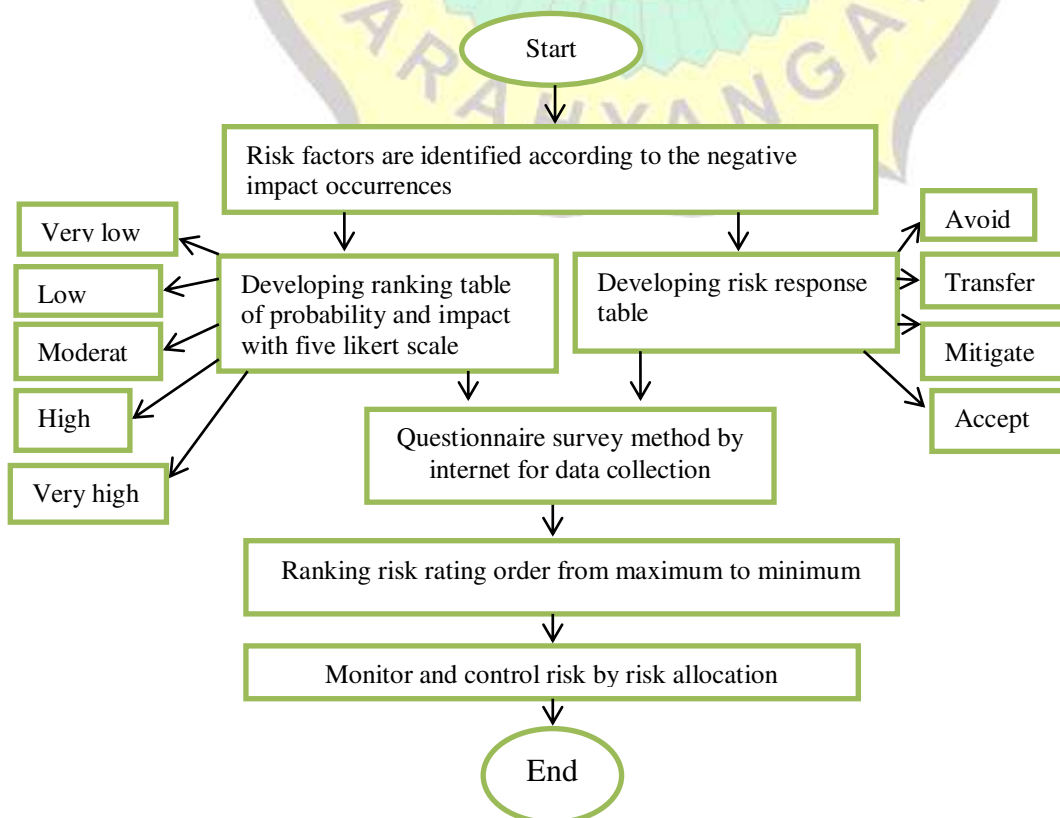 ARAHYANGA
Start
Risk factors are identified according to the negative
impact occurrences
Very low
Low
Moderat
High
Very high
Developing ranking table
of probability and impact
with five likert scale
Developing risk response
table
Avoid
Transfer
Mitigate
Accept
Questionnaire survey method by
internet for data collection
Ranking risk rating order from maximum to minimum
Monitor and control risk by risk allocation
End